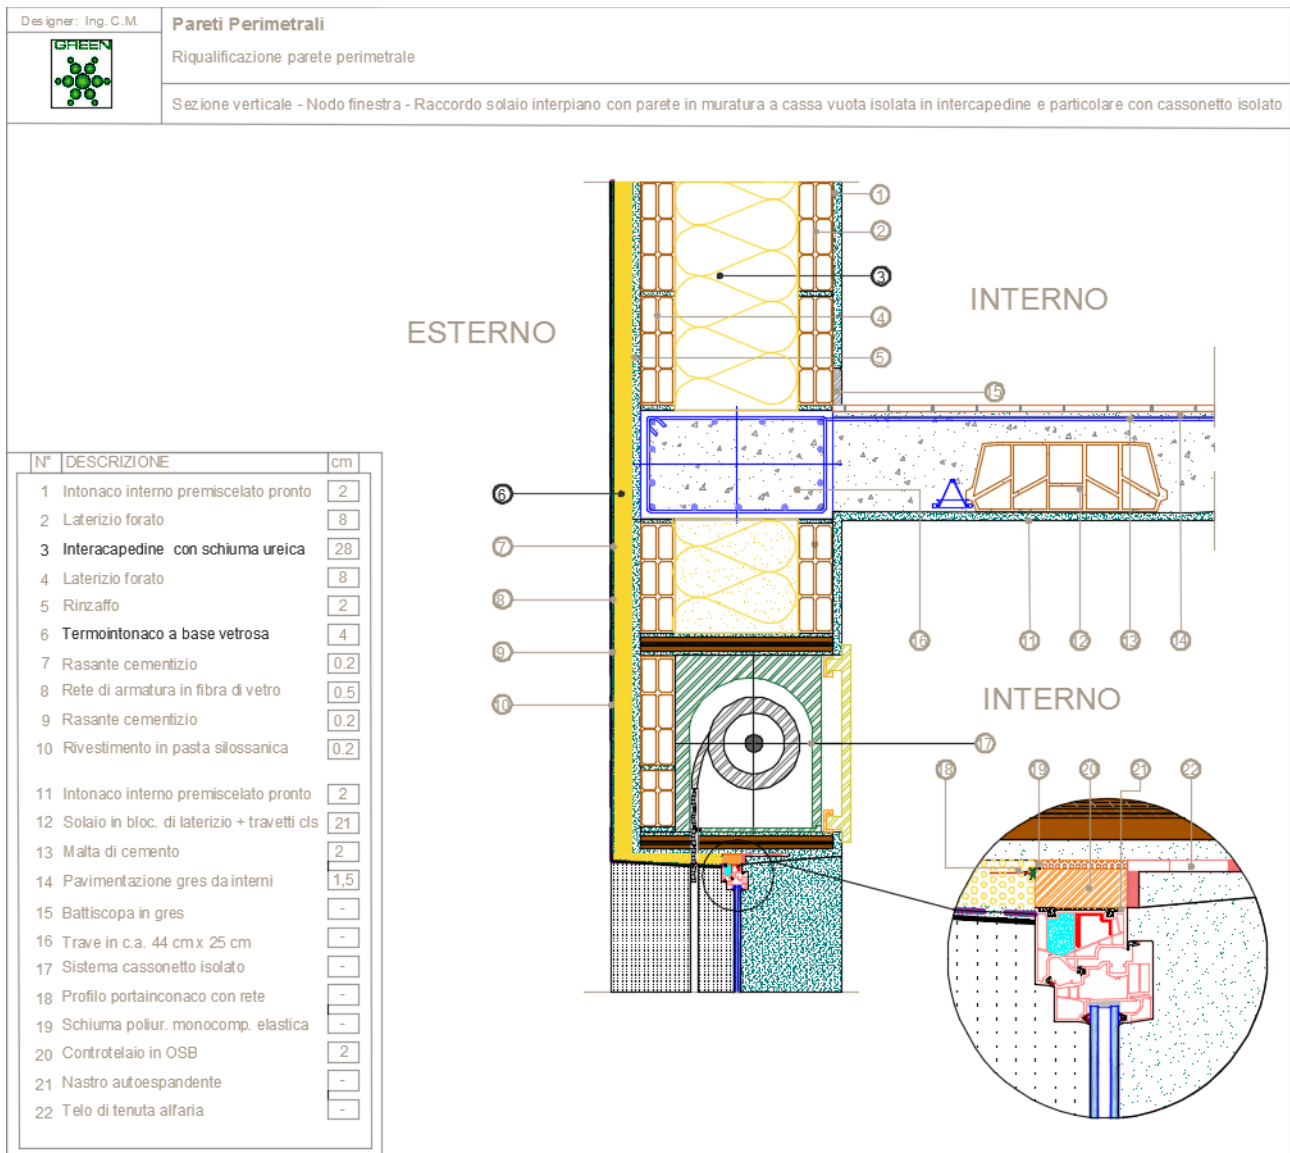 Designer: Ing. C.M.
GREEN
Pareti Perimetrali
Riqualificazione parete perimetrale
Sezione verticale - Nodo finestra - Raccordo solaio interpiano con parete in muratura a cassa vuota isolata in intercapedine e particolare con cassonetto isolato
1
2
3
4
5
15
ESTERNO
INTERNO
6
7
8
9
10
16
11
12
13
14
INTERNO
17
18
19
20
21
22
N° DESCRIZIONE cm
1 Intonaco interno premiscelato pronto 2
2 Laterizio forato 8
3 Interacapedine con schiuma ureica 28
4 Laterizio forato 8
5 Rinzaffo 2
6 Termointonaco a base vetrosa 4
7 Rasante cementizio 0.2
8 Rete di armatura in fibra di vetro 0.5
9 Rasante cementizio 0.2
10 Rivestimento in pasta silossanica 0.2
11 Intonaco interno premiscelato pronto 2
12 Solaio in bloc. di laterizio + travetti cls 21
13 Malta di cemento 2
14 Pavimentazione gres da interni 1,5
15 Battiscopa in gres -
16 Trave in c.a. 44 cm x 25 cm -
17 Sistema cassonetto isolato -
18 Profilo portainconaco con rete -
19 Schiuma poliur. monocomp. elastica -
20 Controtelaio in OSB 2
21 Nastro autoespandente -
22 Telo di tenuta all'aria -